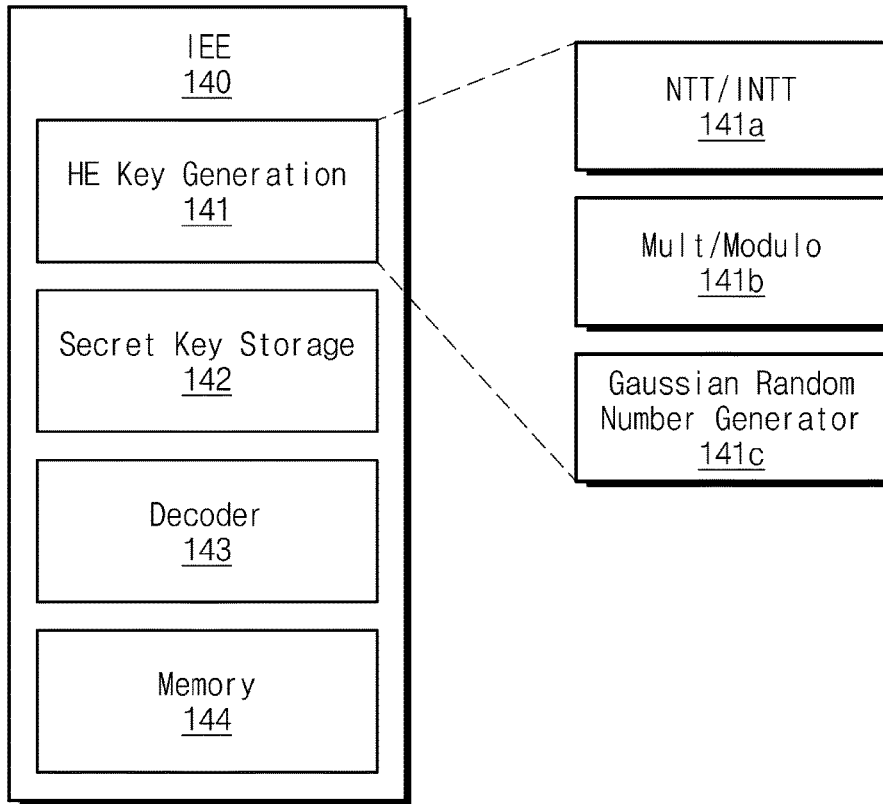 IEE
140
HE Key Generation
141
Secret Key Storage
142
Decoder
143
Memory
144
NTT/INTT
141a
Mult/Modulo
141b
Gaussian Random
Number Generator
141c